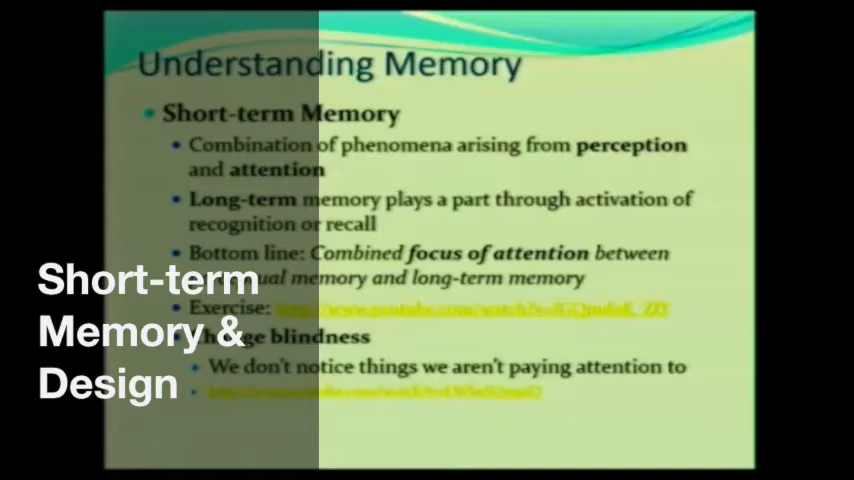 Understanding Memory
Short-term Memory
Combination of phenomena arising from perception
and attention
Long-term memory plays a part through activation of
recognition or recall
Bottom line: Combined focus of attention between
memory and long-term memory
Exercise:
blindness
We don't notice things we aren't paying attention to
Short-term
Memory &
Design